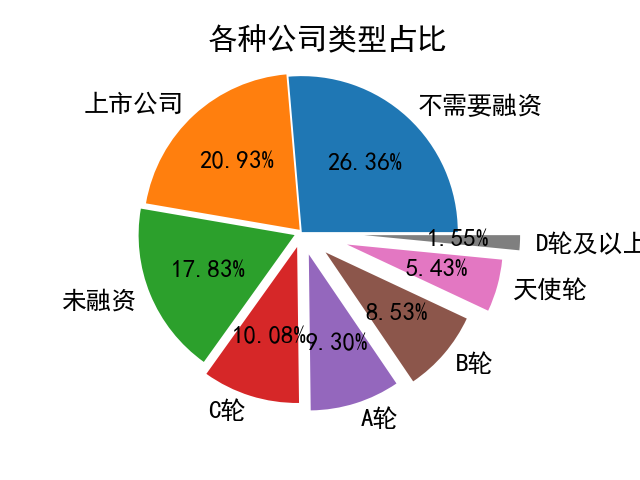 各种公司类型占比
不需要融资
26.36%
上市公司
20.93%
未融资
17.83%
C轮
10.08%
A轮
9.30%
B轮
8.53%
天使轮
5.43%
D轮及以上
1.55%